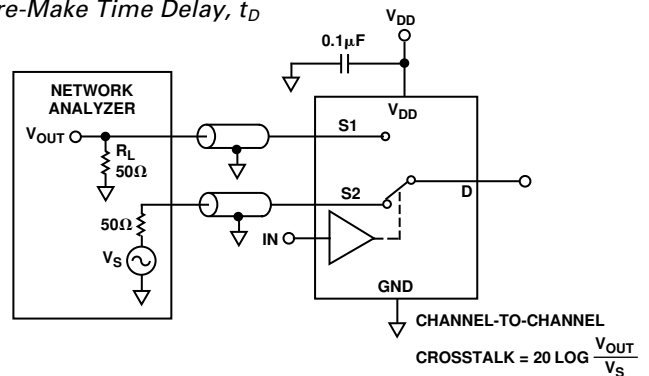 re-Make Time Delay, tD
VDD
0.1µF
NETWORK
ANALYZER
VDD
VOUT
S1
RL
50Ω
S2
D
50Ω
IN
VS
GND
CHANNEL-TO-CHANNEL
CROSSTALK = 20 LOG VOUT
VS